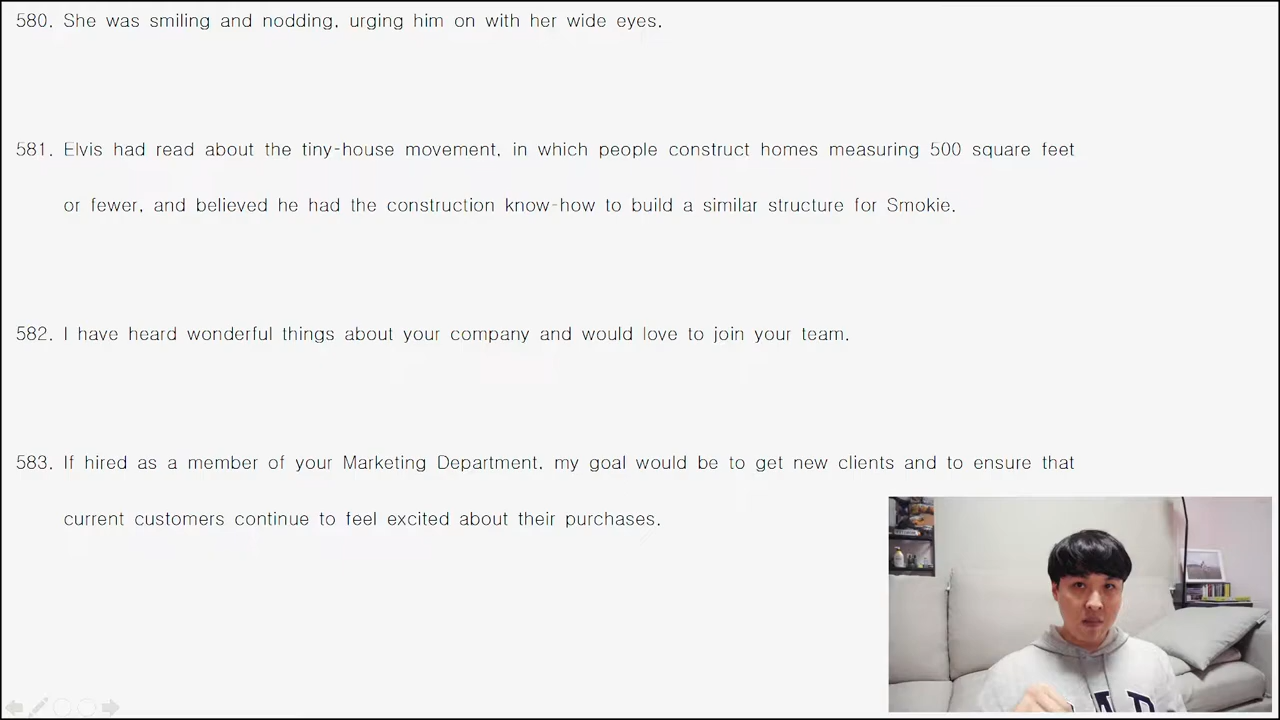 580. She was smiling and nodding, urging him on with her wide eyes.
581. Elvis had read about the tiny-house movement, in which people construct homes measuring 500 square feet
or fewer, and believed he had the construction know-how to build a similar structure for Smokie.
582. I have heard wonderful things about your company and would love to join your team.
583. If hired as a member of your Marketing Department, my goal would be to get new clients and to ensure that
current customers continue to feel excited about their purchases.